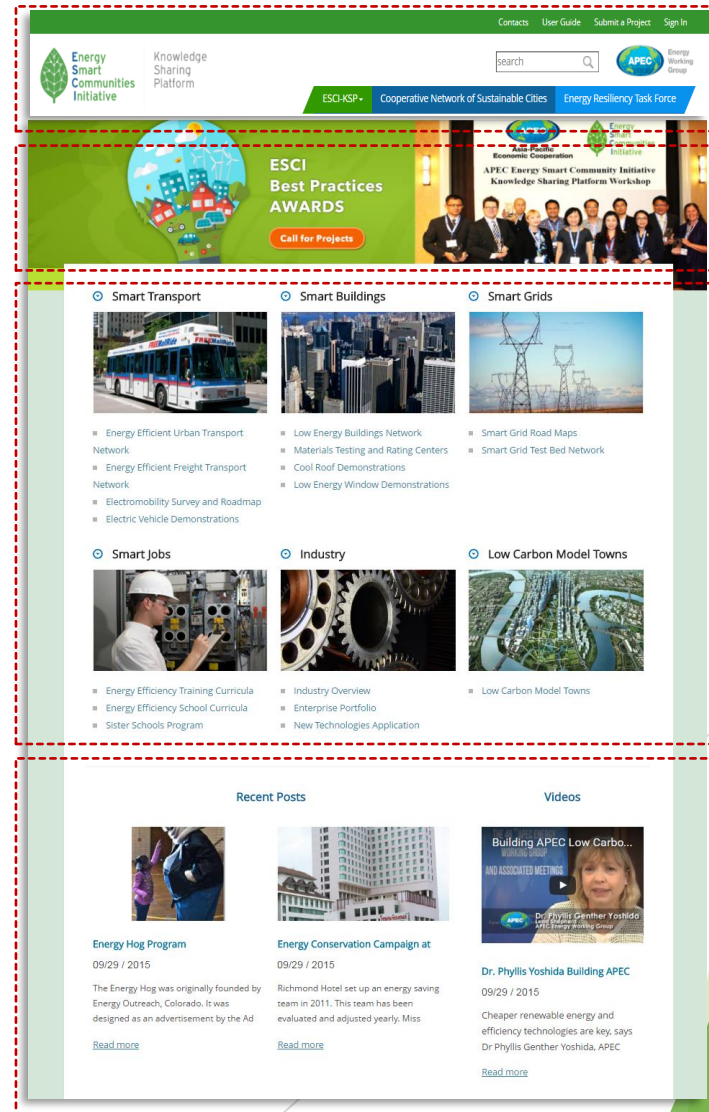 Contacts User Guide Submit a Project Sign In
Energy
Smart
Communities
Initiative
Knowledge
Sharing
Platform
search
APEC
Energy
Working
Group
ESCI-KSP
Cooperative Network of Sustainable Cities
Energy Resiliency Task Force
ESCI
Best Practices
AWARDS
Call for Projects
APEC
Asia-Pacific
Economic Cooperation
Energy
Smart
Communities
Initiative
APEC Energy Smart Community Initiative
Knowledge Sharing Platform Workshop
Smart Transport
FREE MallRide
Energy Efficient Urban Transport
Network
Energy Efficient Freight Transport
Network
Electromobility Survey and Roadmap
Electric Vehicle Demonstrations
Smart Buildings
Low Energy Buildings Network
Materials Testing and Rating Centers
Cool Roof Demonstrations
Low Energy Window Demonstrations
Smart Grids
Smart Grid Road Maps
Smart Grid Test Bed Network
Smart Jobs
Energy Efficiency Training Curricula
Energy Efficiency School Curricula
Sister Schools Program
Industry
Industry Overview
Enterprise Portfolio
New Technologies Application
Low Carbon Model Towns
Low Carbon Model Towns
Recent Posts
Energy Hog Program
09/29 / 2015
The Energy Hog was originally founded by
Energy Outreach, Colorado. It was
designed as an advertisement by the Ad
Read more
Energy Conservation Campaign at
09/29 / 2015
Richmond Hotel set up an energy saving
team in 2011. This team has been
evaluated and adjusted yearly. Miss
Read more
Videos
Building APEC Low Carbo...
WORKING GROUP
AND ASSOCIATED MEETINGS
APEC
Dr. Phyllis Genther Yoshida
Lead Shepherd
APEC Energy Working Group
Dr. Phyllis Yoshida Building APEC
09/29 / 2015
Cheaper renewable energy and
efficiency technologies are key, says
Dr Phyllis Genther Yoshida, APEC
Read more